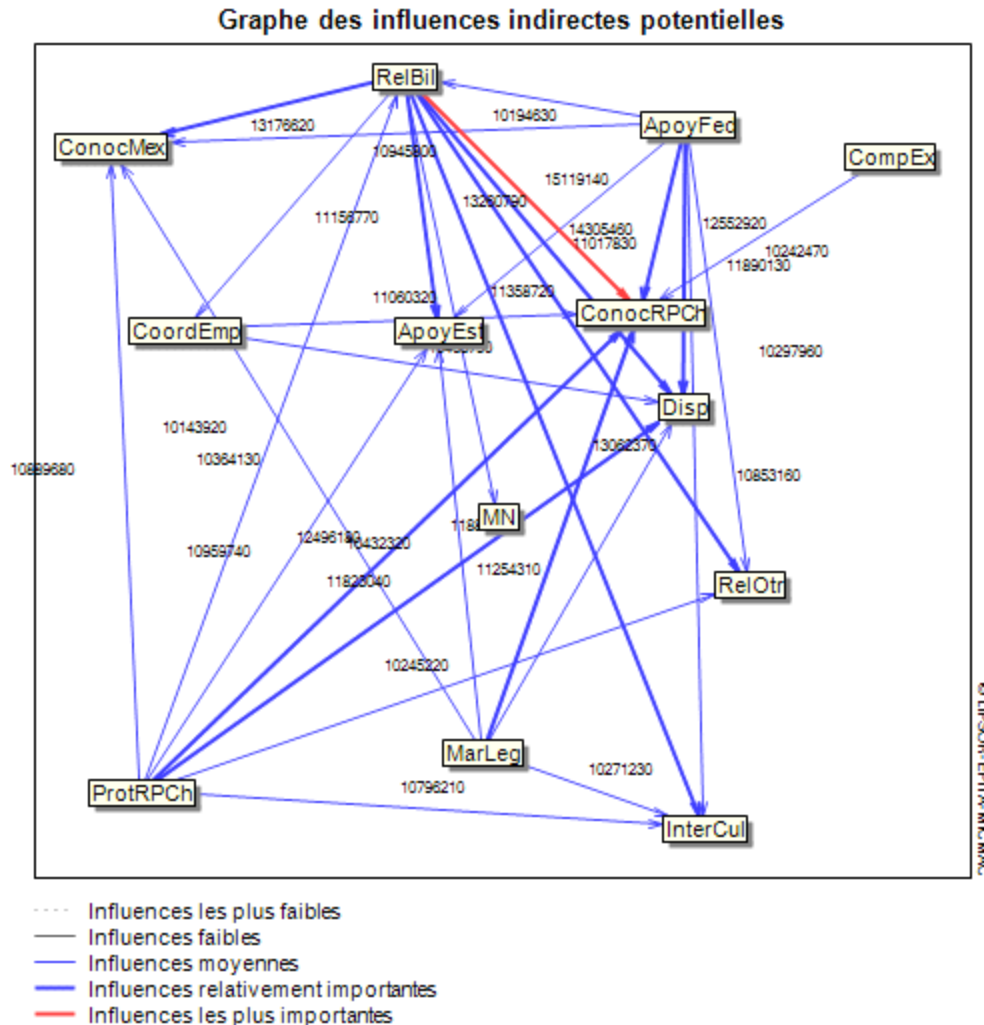 Graphe des influences indirectes potentielles
RelBil
10194630
ApoyFed
13176620
ConocMex
10945800
CompEx
15119140
13260790
11156770
12552920
14305460
11017830
10242470
11890130
11358720
11060320
ConocRPCh
CoordEmp
ApoyEst
10297960
Disp
10143920
13062370
10364130
10889680
10853160
MN
12496180
10432320
10959740
11254310
11823040
RelOtr
10245220
MarLeg
10271230
ProtRPCh
10796210
InterCul
Influences les plus faibles
Influences faibles
Influences moyennes
Influences relativement importantes
Influences les plus importantes